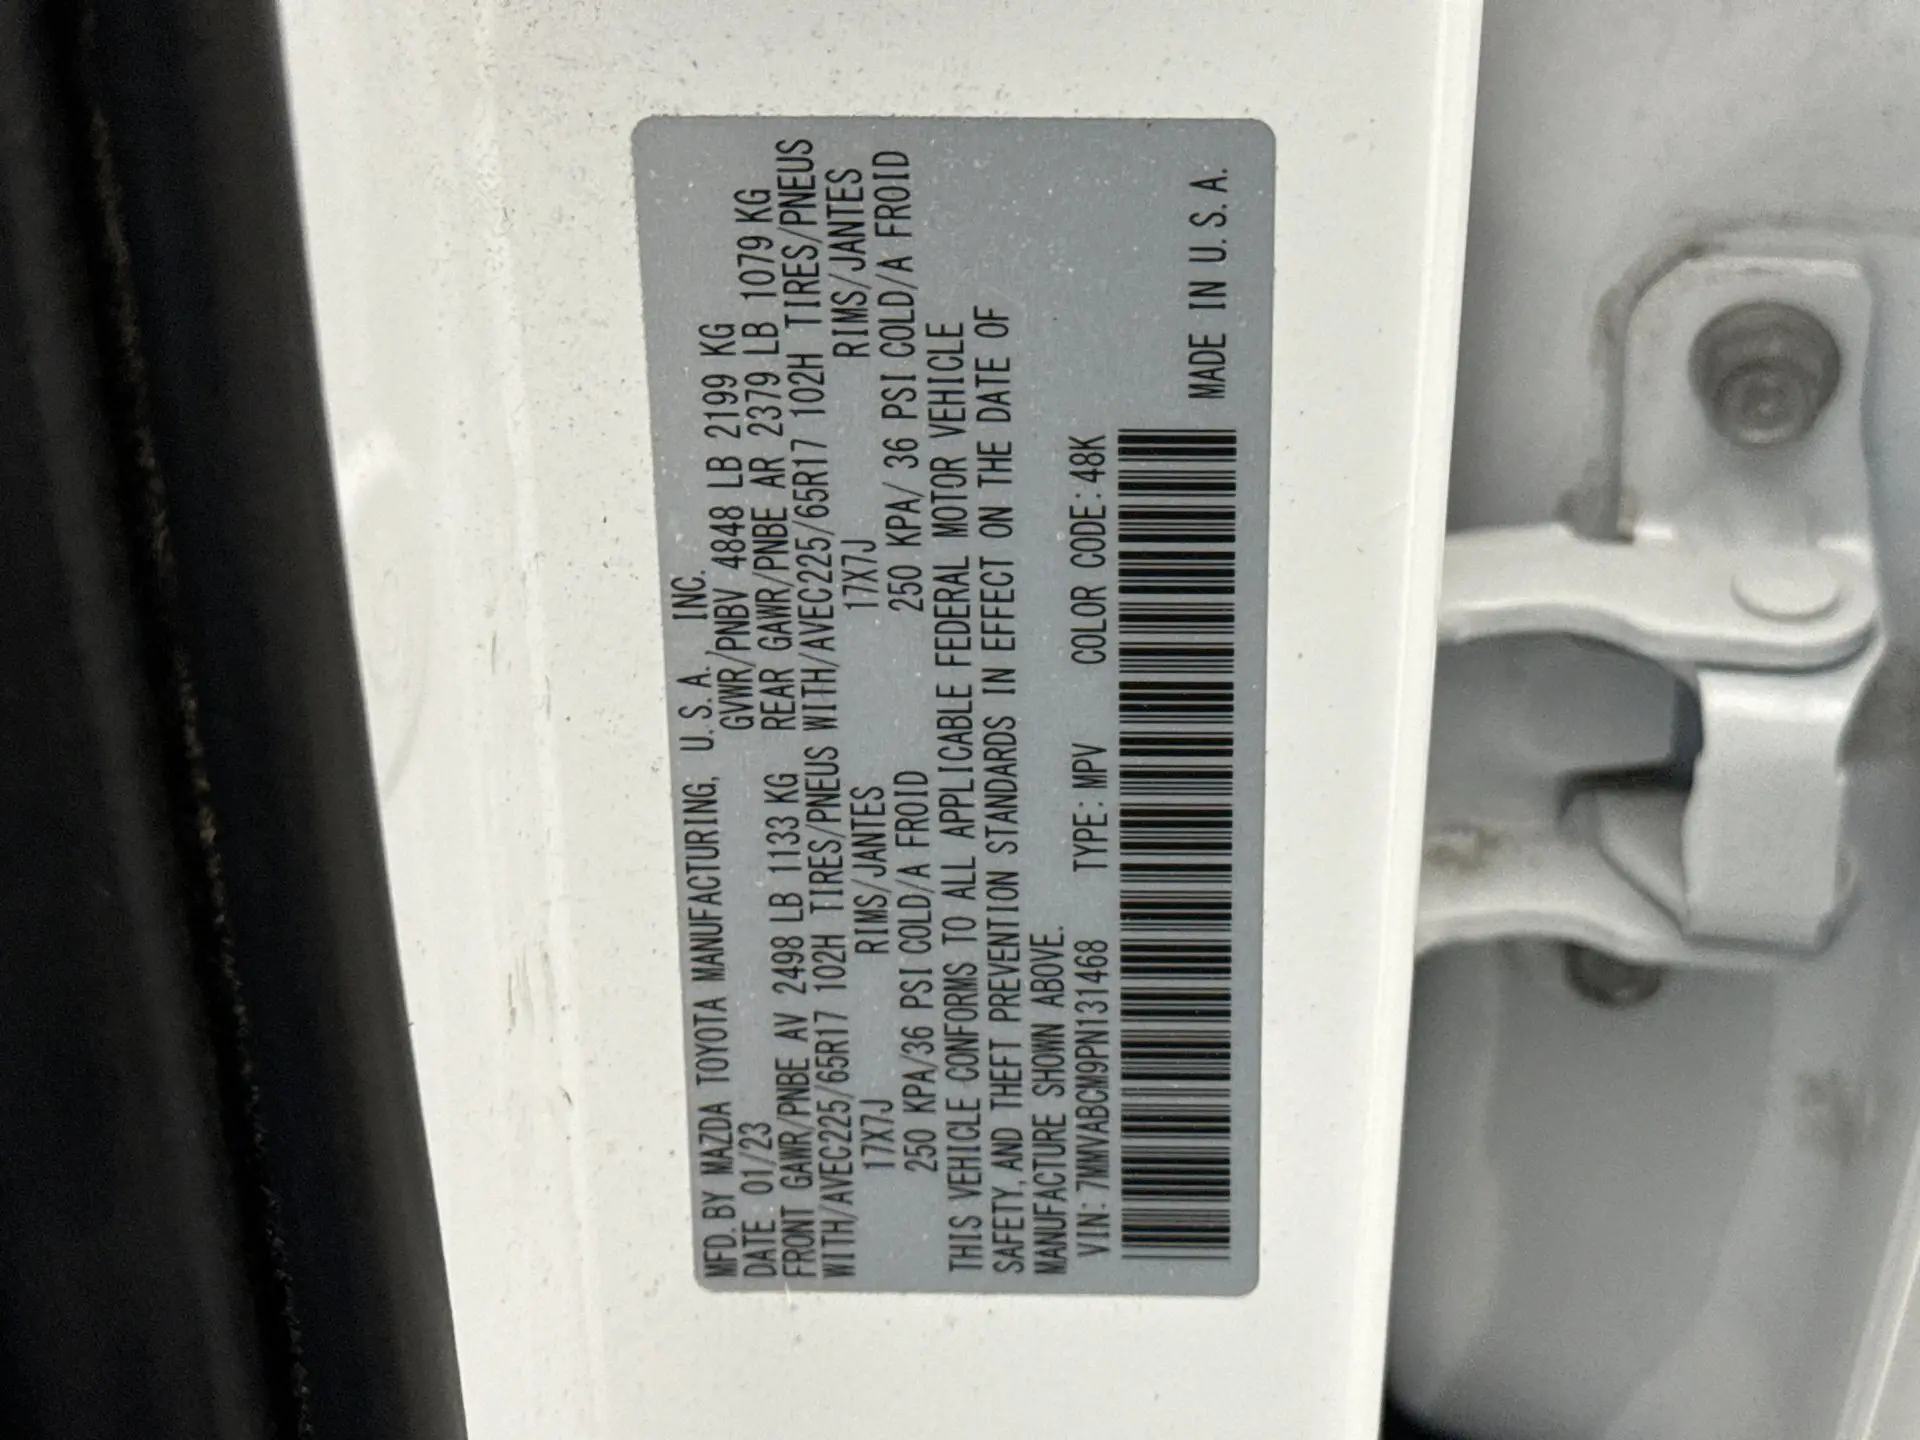 MFD. BY MAZDA TOYOTA MANUFACTURING, U.S.A., INC.
DATE 01/23 GVWR/PNBV 4848 LB 2199 KG
FRONT GAWR/PNBE AV 2498 LB 1133 KG REAR GAWR/PNBE AR 2379 LB 1079 KG
WITH/AVEC225/65R17 102H TIRES/PNEUS WITH/AVEC225/65R17 102H TIRES/PNEUS
17X7J RIMS/JANTES 17X7J RIMS/JANTES
250 KPA/36 PSI COLD/A FROID 250 KPA/ 36 PSI COLD/A FROID
THIS VEHICLE CONFORMS TO ALL APPLICABLE FEDERAL MOTOR VEHICLE
SAFETY, AND THEFT PREVENTION STANDARDS IN EFFECT ON THE DATE OF
MANUFACTURE SHOWN ABOVE.
VIN: 7MMVABCM9PN131468 TYPE: MPV COLOR CODE: 48K
MADE IN U.S.A.